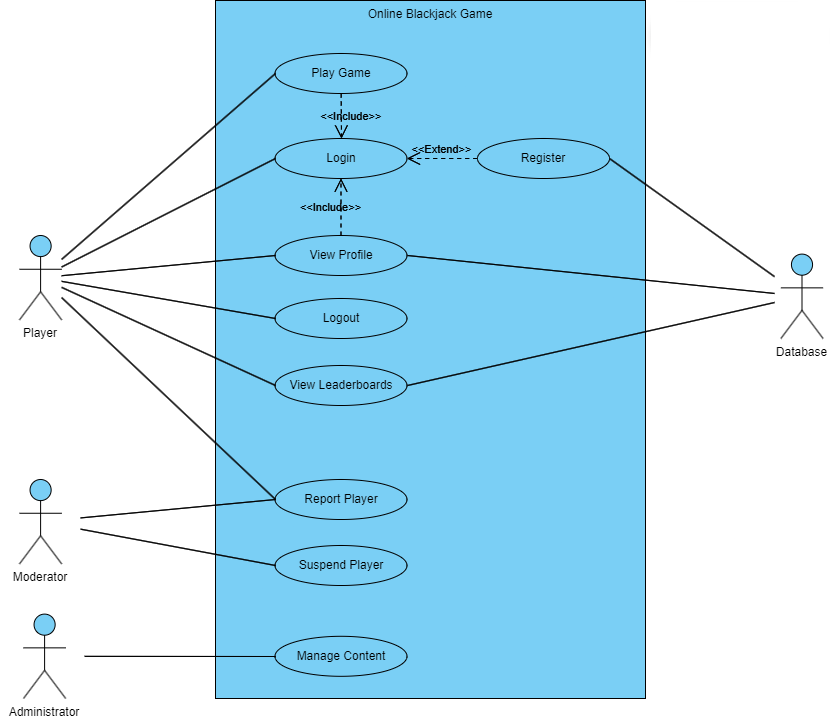 Online Blackjack Game
Play Game
<<Include>>
Login
<<Extend>>
Register
<<Include>>
View Profile
Logout
Player
Database
View Leaderboards
Report Player
Suspend Player
Moderator
Manage Content
Administrator